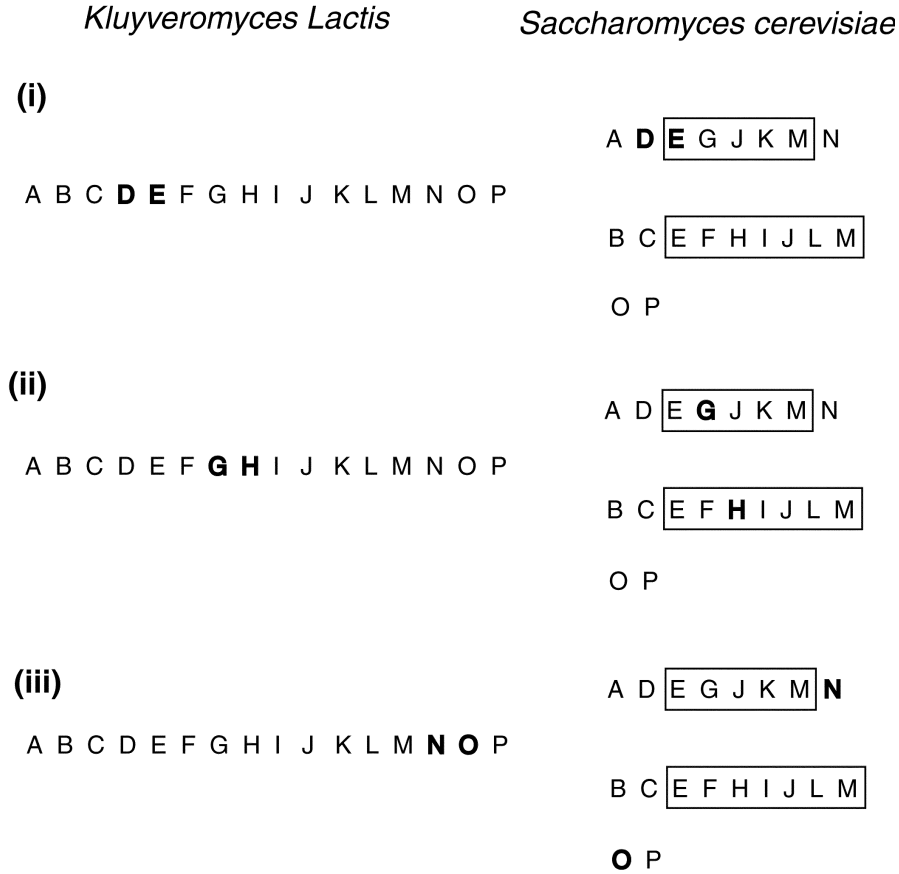 Kluyveromyces Lactis
Saccharomyces cerevisiae
(i)
A D E G J K M N
A B C D E F G H I J K L M N O P
B C E F H I J L M
O P
(ii)
A D E G J K M N
A B C D E F G H I J K L M N O P
B C E F H I J L M
O P
(iii)
A D E G J K M N
A B C D E F G H I J K L M N O P
B C E F H I J L M
O P